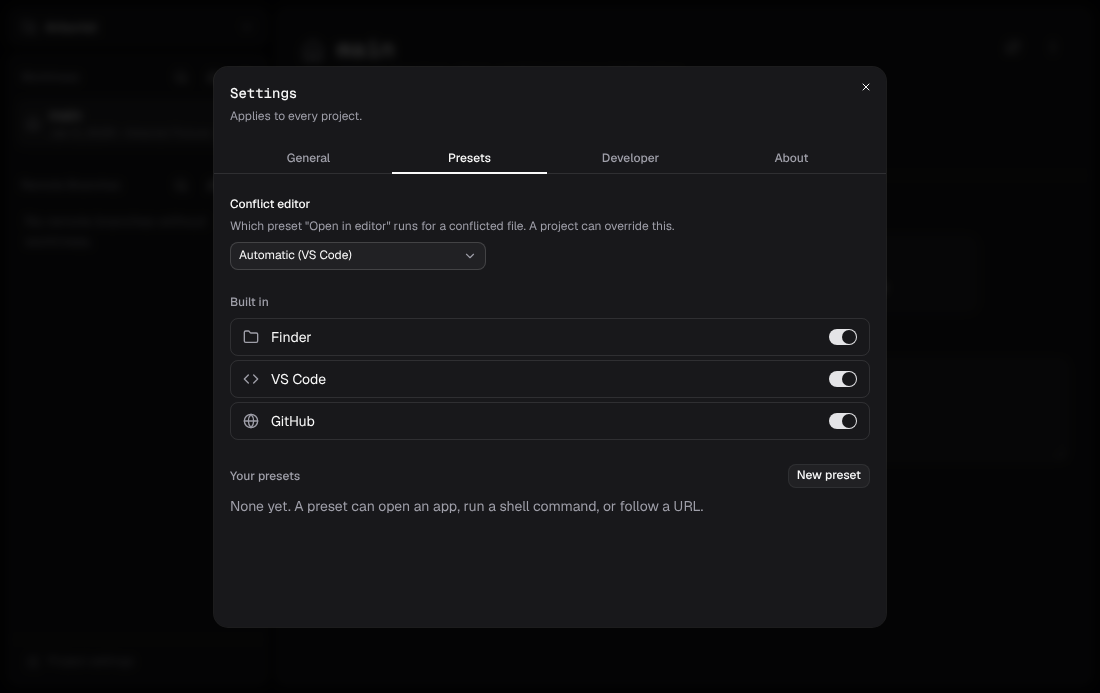 main
Settings
Applies to every project.
General
Presets
Developer
About
Conflict editor
Which preset "Open in editor" runs for a conflicted file. A project can override this.
Automatic (VS Code)
Built in
Finder
VS Code
GitHub
Your presets
New preset
None yet. A preset can open an app, run a shell command, or follow a URL.